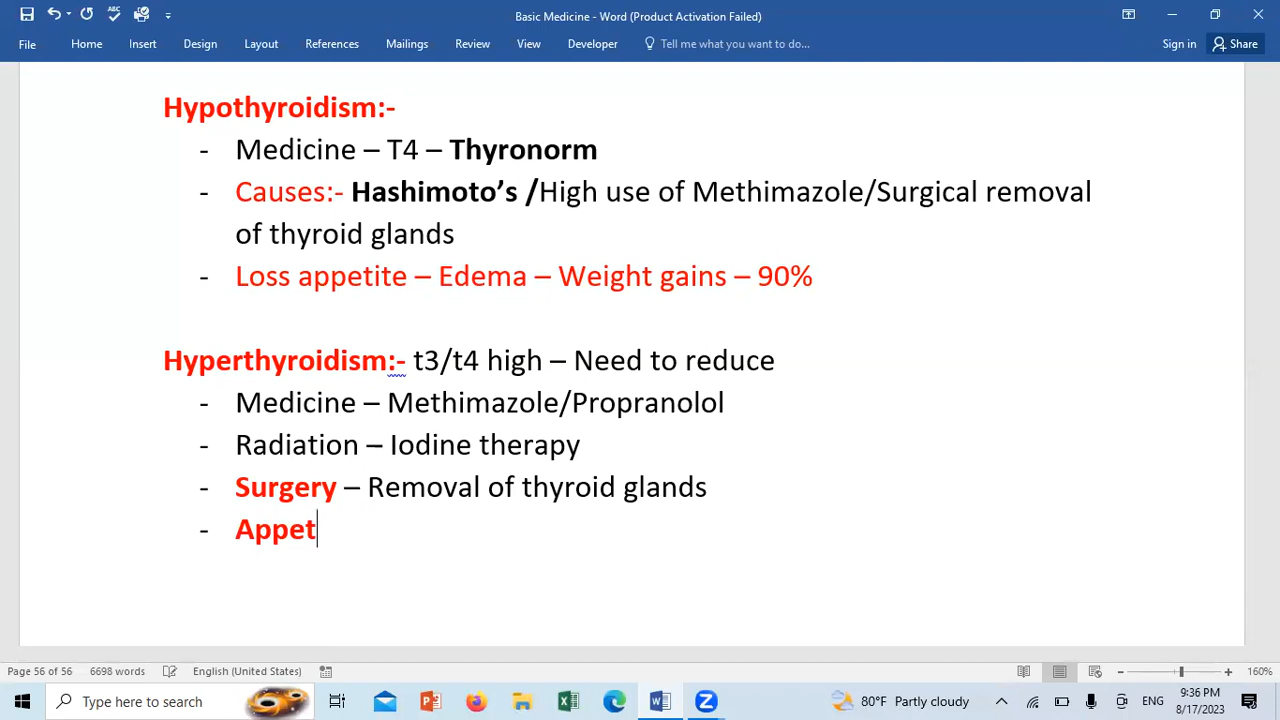 Basic Medicine - Word (Product Activation Failed)
File Home Insert Design Layout References Mailings Review View Developer Tell me what you want to do... Sign in Share
Hypothyroidism:-
- Medicine – T4 – Thyronorm
- Causes:- Hashimoto’s /High use of Methimazole/Surgical removal
of thyroid glands
- Loss appetite – Edema – Weight gains – 90%
Hyperthyroidism:- t3/t4 high – Need to reduce
- Medicine – Methimazole/Propranolol
- Radiation – Iodine therapy
- Surgery – Removal of thyroid glands
- Appet
Page 56 of 56 6698 words English (United States) 160%
Type here to search 80°F Partly cloudy ENG 9:36 PM
8/17/2023